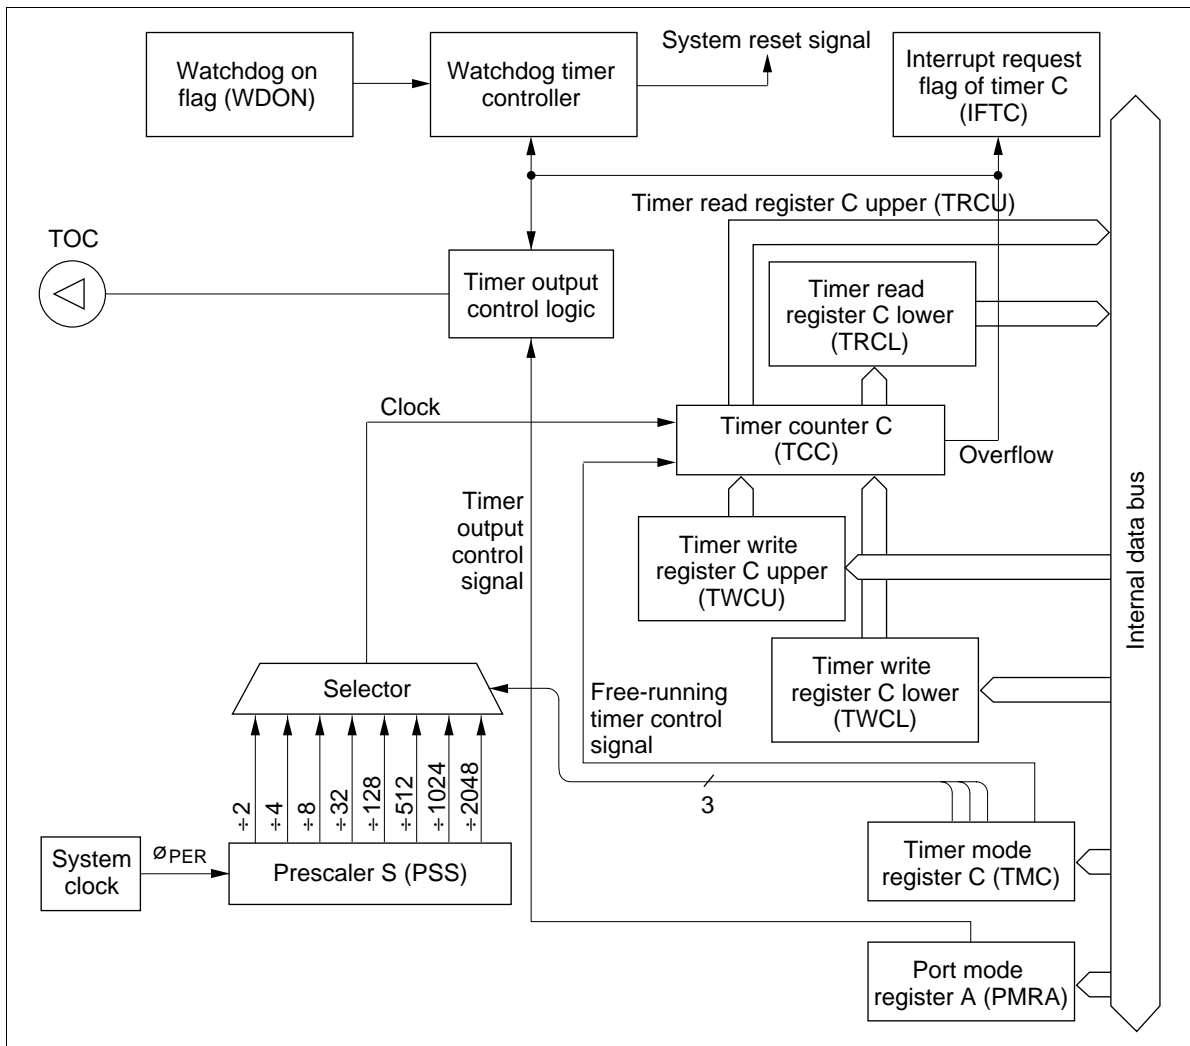 System reset signal
Watchdog on
flag (WDON)
Watchdog timer
controller
Interrupt request
flag of timer C
(IFTC)
Timer read register C upper (TRCU)
TOC
Timer output
control logic
Timer read
register C lower
(TRCL)
Clock
Timer counter C
(TCC)
Overflow
Timer
output
control
signal
Timer write
register C upper
(TWCU)
Internal data bus
Timer write
register C lower
(TWCL)
Selector
Free-running
timer control
signal
÷2
÷4
÷8
÷32
÷128
÷512
÷1024
÷2048
3
System
clock
øPER
Prescaler S (PSS)
Timer mode
register C (TMC)
Port mode
register A (PMRA)